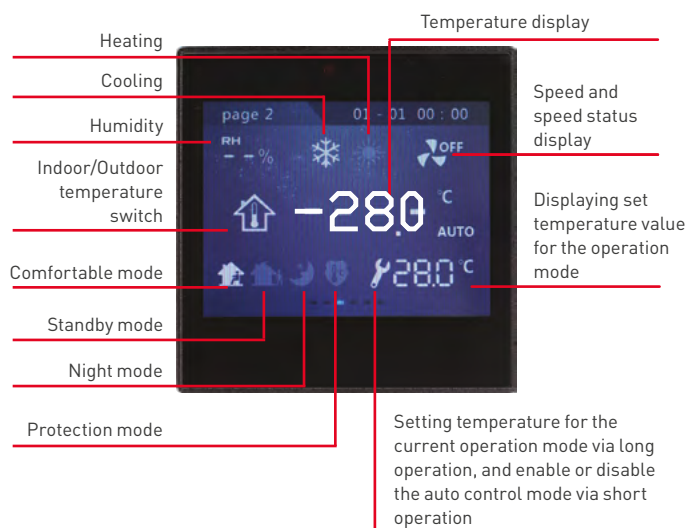 Temperature display
Heating
Cooling
Humidity
Indoor/Outdoor
temperature
switch
Comfortable mode
Standby mode
Night mode
Protection mode
page 2
01 - 01 00 : 00
RH
- - %
OFF
-28.0 °C
AUTO
28.0 °C
Speed and
speed status
display
Displaying set
temperature value
for the operation
mode
Setting temperature for the
current operation mode via long
operation, and enable or disable
the auto control mode via short
operation